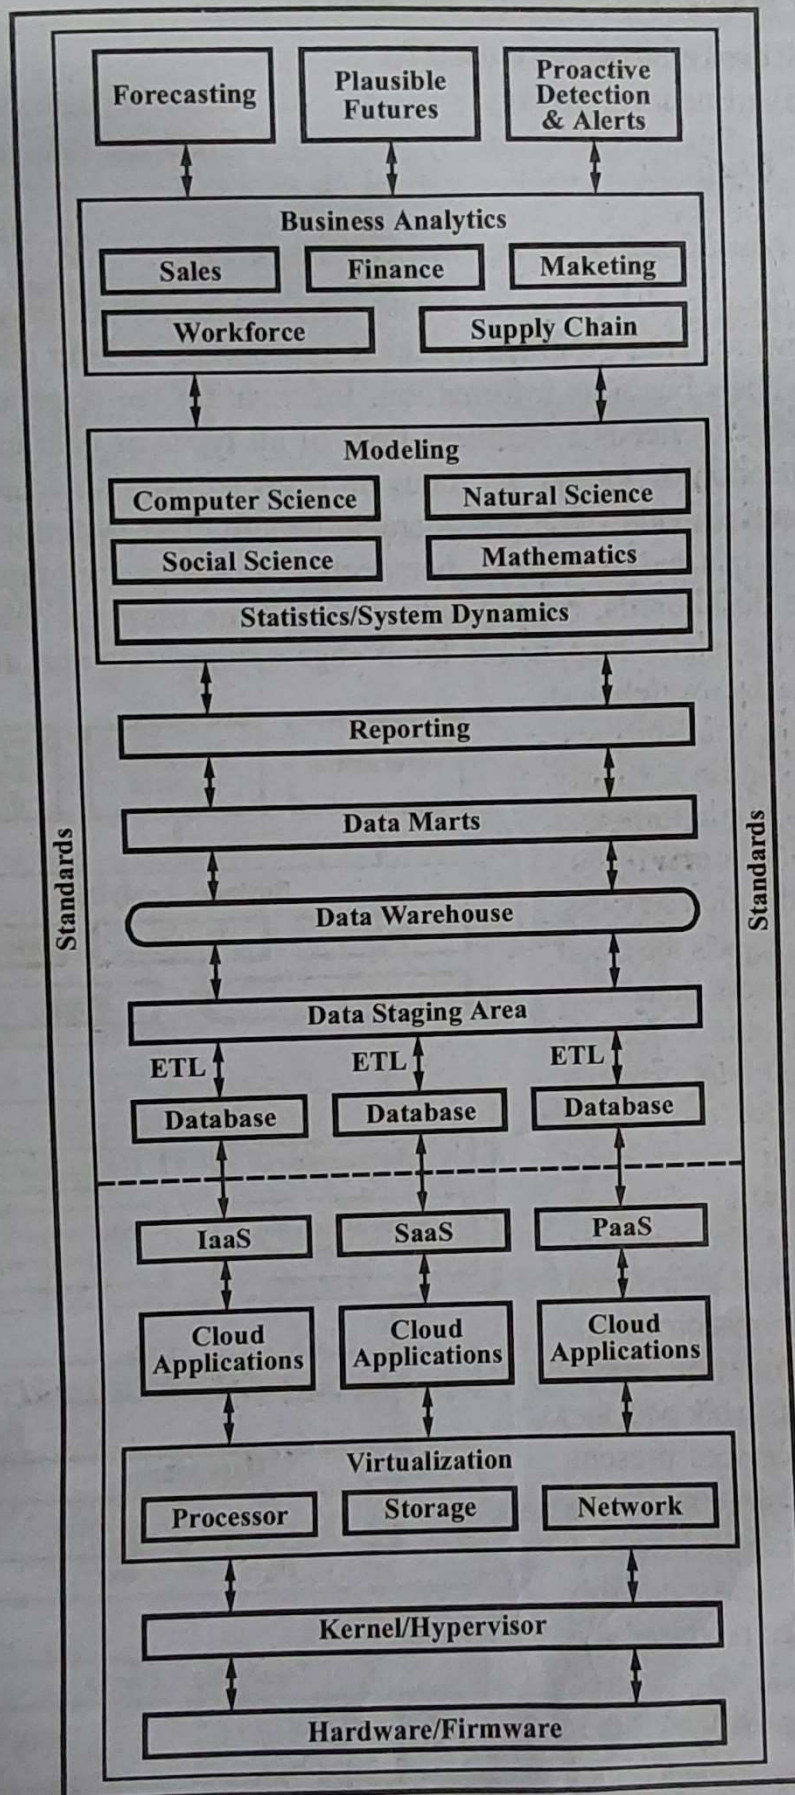 Forecasting
Plausible
Futures
Proactive
Detection
& Alerts
Business Analytics
Sales
Finance
Maketing
Workforce
Supply Chain
Modeling
Computer Science
Natural Science
Social Science
Mathematics
Statistics/System Dynamics
Reporting
Data Marts
Standards
Standards
Data Warehouse
Data Staging Area
ETL
ETL
ETL
Database
Database
Database
IaaS
SaaS
PaaS
Cloud
Applications
Cloud
Applications
Cloud
Applications
Virtualization
Processor
Storage
Network
Kernel/Hypervisor
Hardware/Firmware